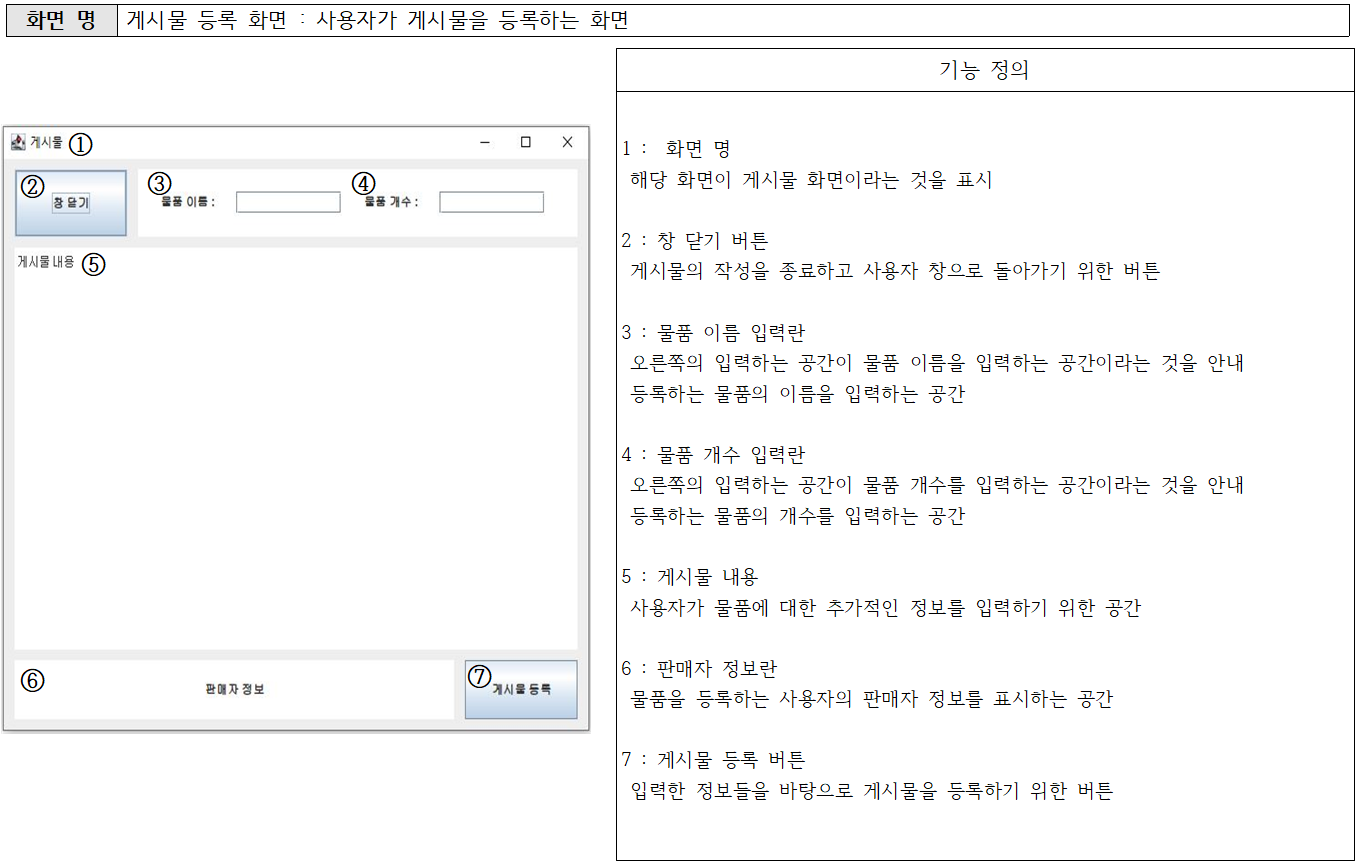 화면 명 게시물 등록 화면 : 사용자가 게시물을 등록하는 화면
게시물 ①
② 창 닫기
③ 물품 이름 :
④ 물품 개수 :
게시물 내용 ⑤
⑥ 판매자 정보
⑦ 게시물 등록
기능 정의
1 : 화면 명
해당 화면이 게시물 화면이라는 것을 표시
2 : 창 닫기 버튼
게시물의 작성을 종료하고 사용자 창으로 돌아가기 위한 버튼
3 : 물품 이름 입력란
오른쪽의 입력하는 공간이 물품 이름을 입력하는 공간이라는 것을 안내
등록하는 물품의 이름을 입력하는 공간
4 : 물품 개수 입력란
오른쪽의 입력하는 공간이 물품 개수를 입력하는 공간이라는 것을 안내
등록하는 물품의 개수를 입력하는 공간
5 : 게시물 내용
사용자가 물품에 대한 추가적인 정보를 입력하기 위한 공간
6 : 판매자 정보란
물품을 등록하는 사용자의 판매자 정보를 표시하는 공간
7 : 게시물 등록 버튼
입력한 정보들을 바탕으로 게시물을 등록하기 위한 버튼